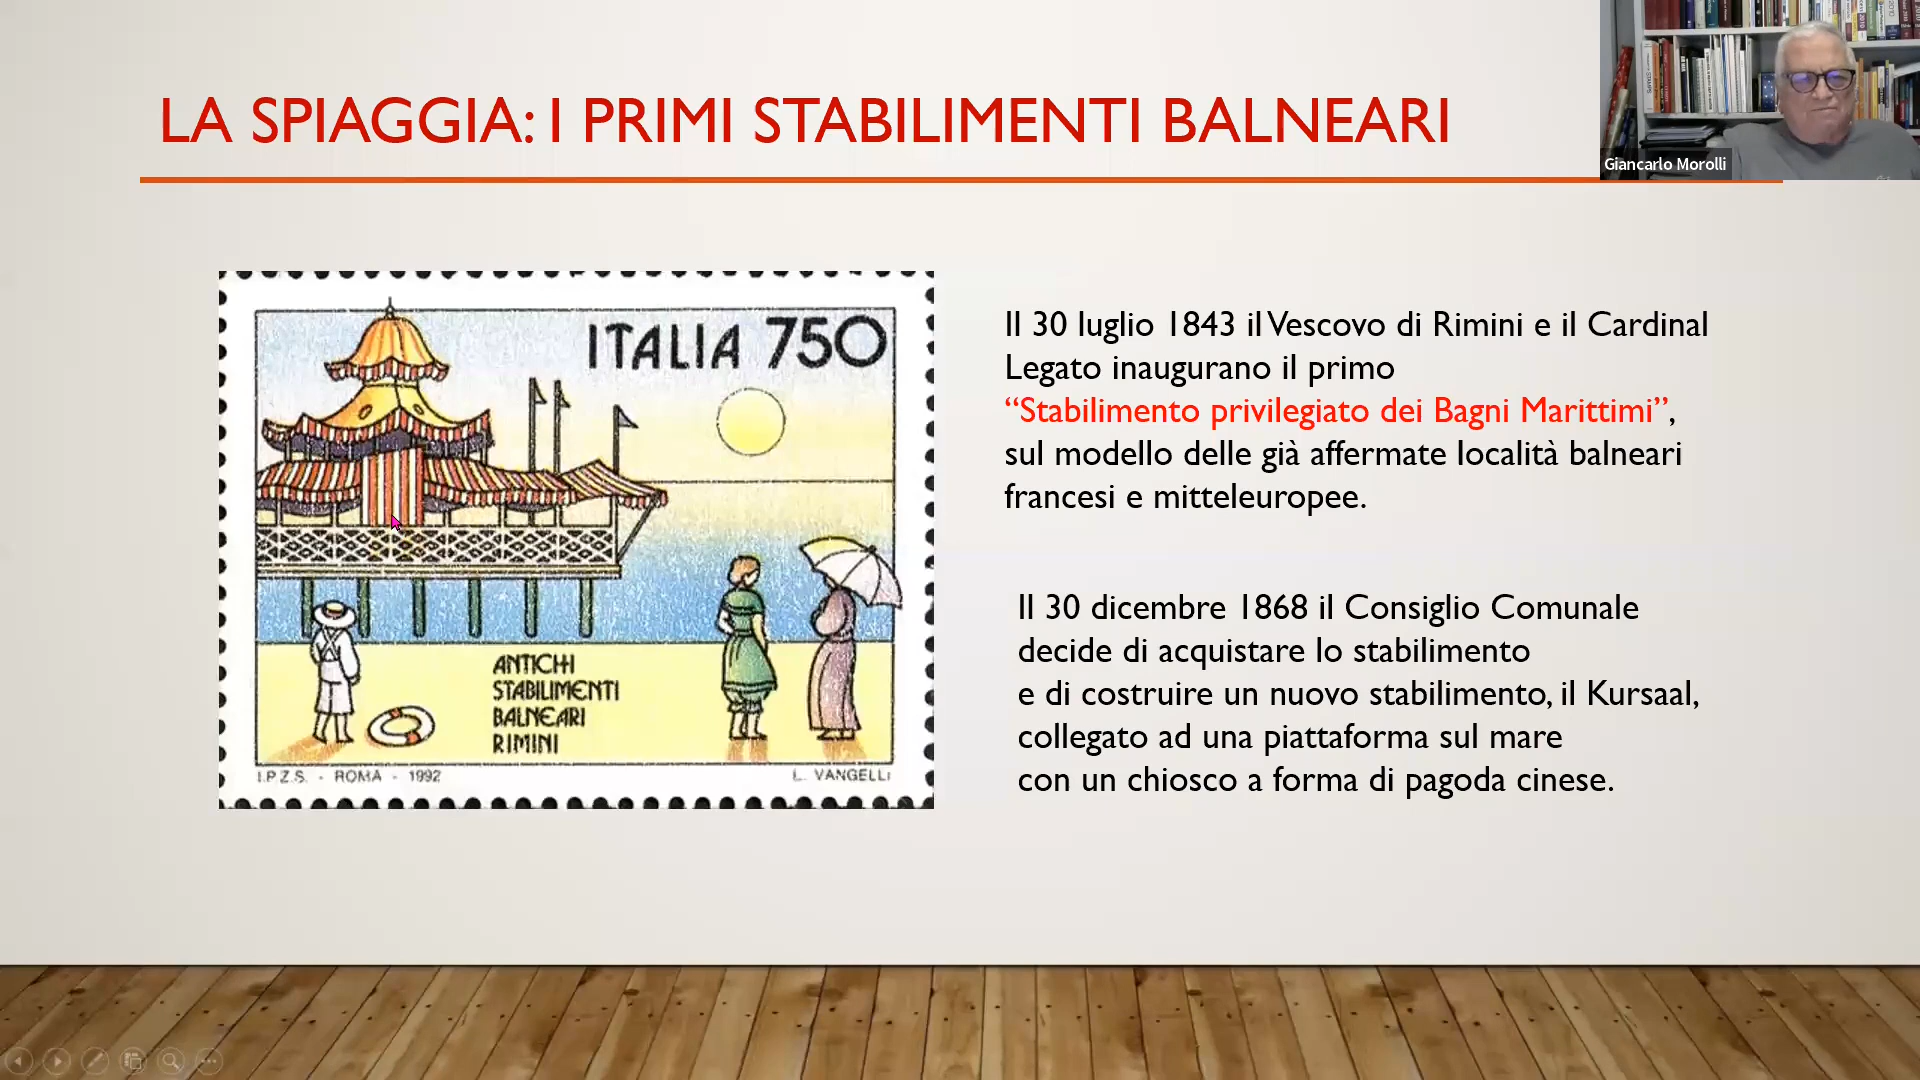 LA SPIAGGIA: I PRIMI STABILIMENTI BALNEARI
Giancarlo Morolli
ITALIA 750
ANTICHI
STABILIMENTI
BALNEARI
RIMINI
I.P.Z.S. - ROMA - 1992
L. VANGELLI
Il 30 luglio 1843 il Vescovo di Rimini e il Cardinal
Legato inaugurano il primo
“Stabilimento privilegiato dei Bagni Marittimi”,
sul modello delle già affermate località balneari
francesi e mitteleuropee.
Il 30 dicembre 1868 il Consiglio Comunale
decide di acquistare lo stabilimento
e di costruire un nuovo stabilimento, il Kursaal,
collegato ad una piattaforma sul mare
con un chiosco a forma di pagoda cinese.